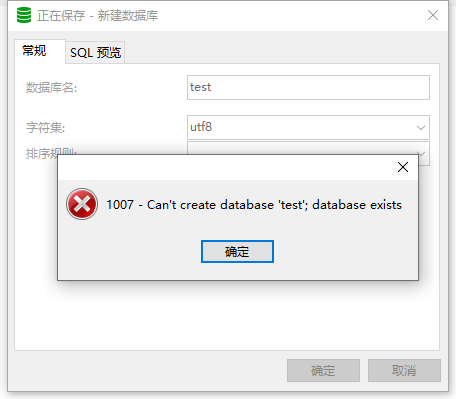 正在保存 - 新建数据库
常规 SQL 预览
数据库名: test
字符集: utf8
排序规则:
1007 - Can't create database 'test'; database exists
确定
确定 取消